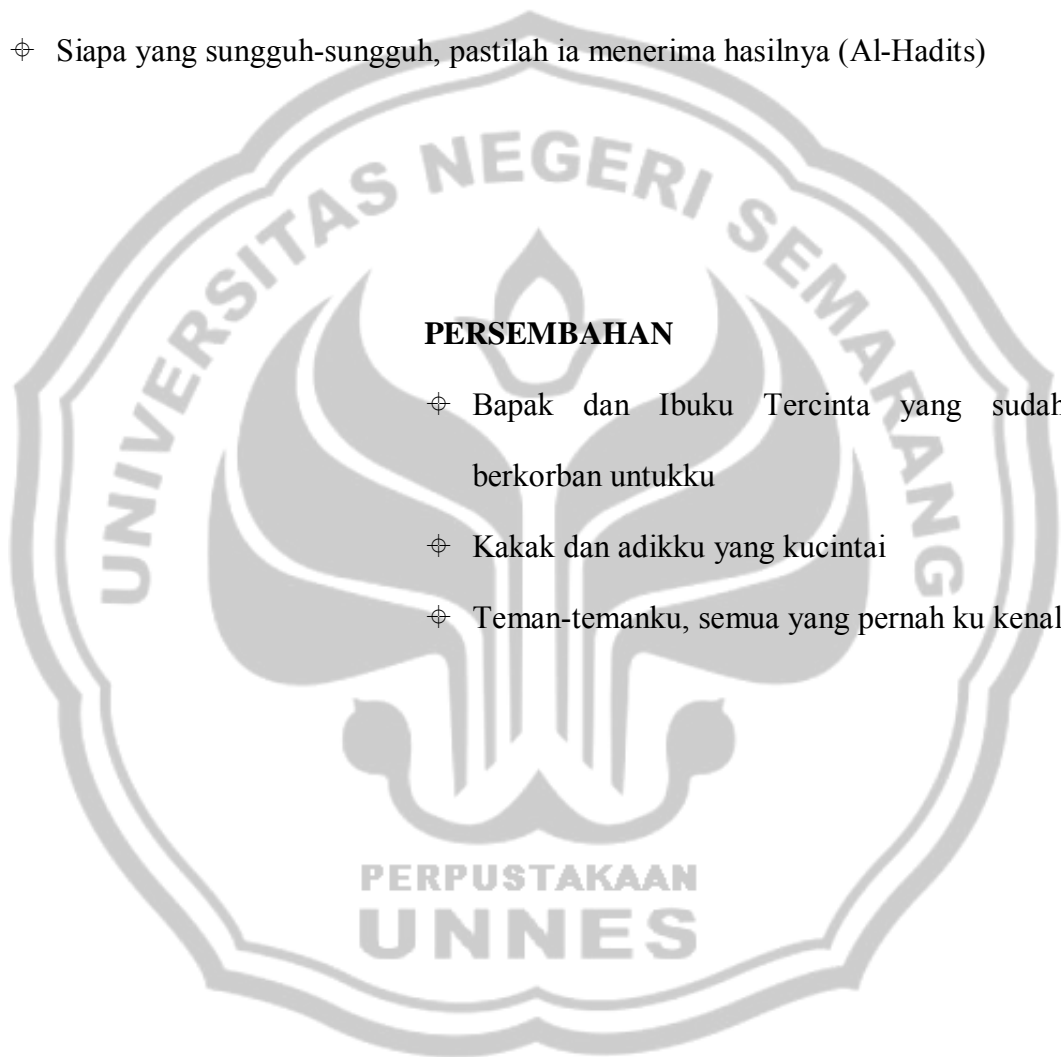 ⌖ Siapa yang sungguh-sungguh, pastilah ia menerima hasilnya (Al-Hadits)
UNIVERSITAS NEGERI SEMARANG
PERSEMBAHAN
⌖ Bapak dan Ibuku Tercinta yang sudah
berkorban untukku
⌖ Kakak dan adikku yang kucintai
⌖ Teman-temanku, semua yang pernah ku kenal
PERPUSTAKAAN
UNNES